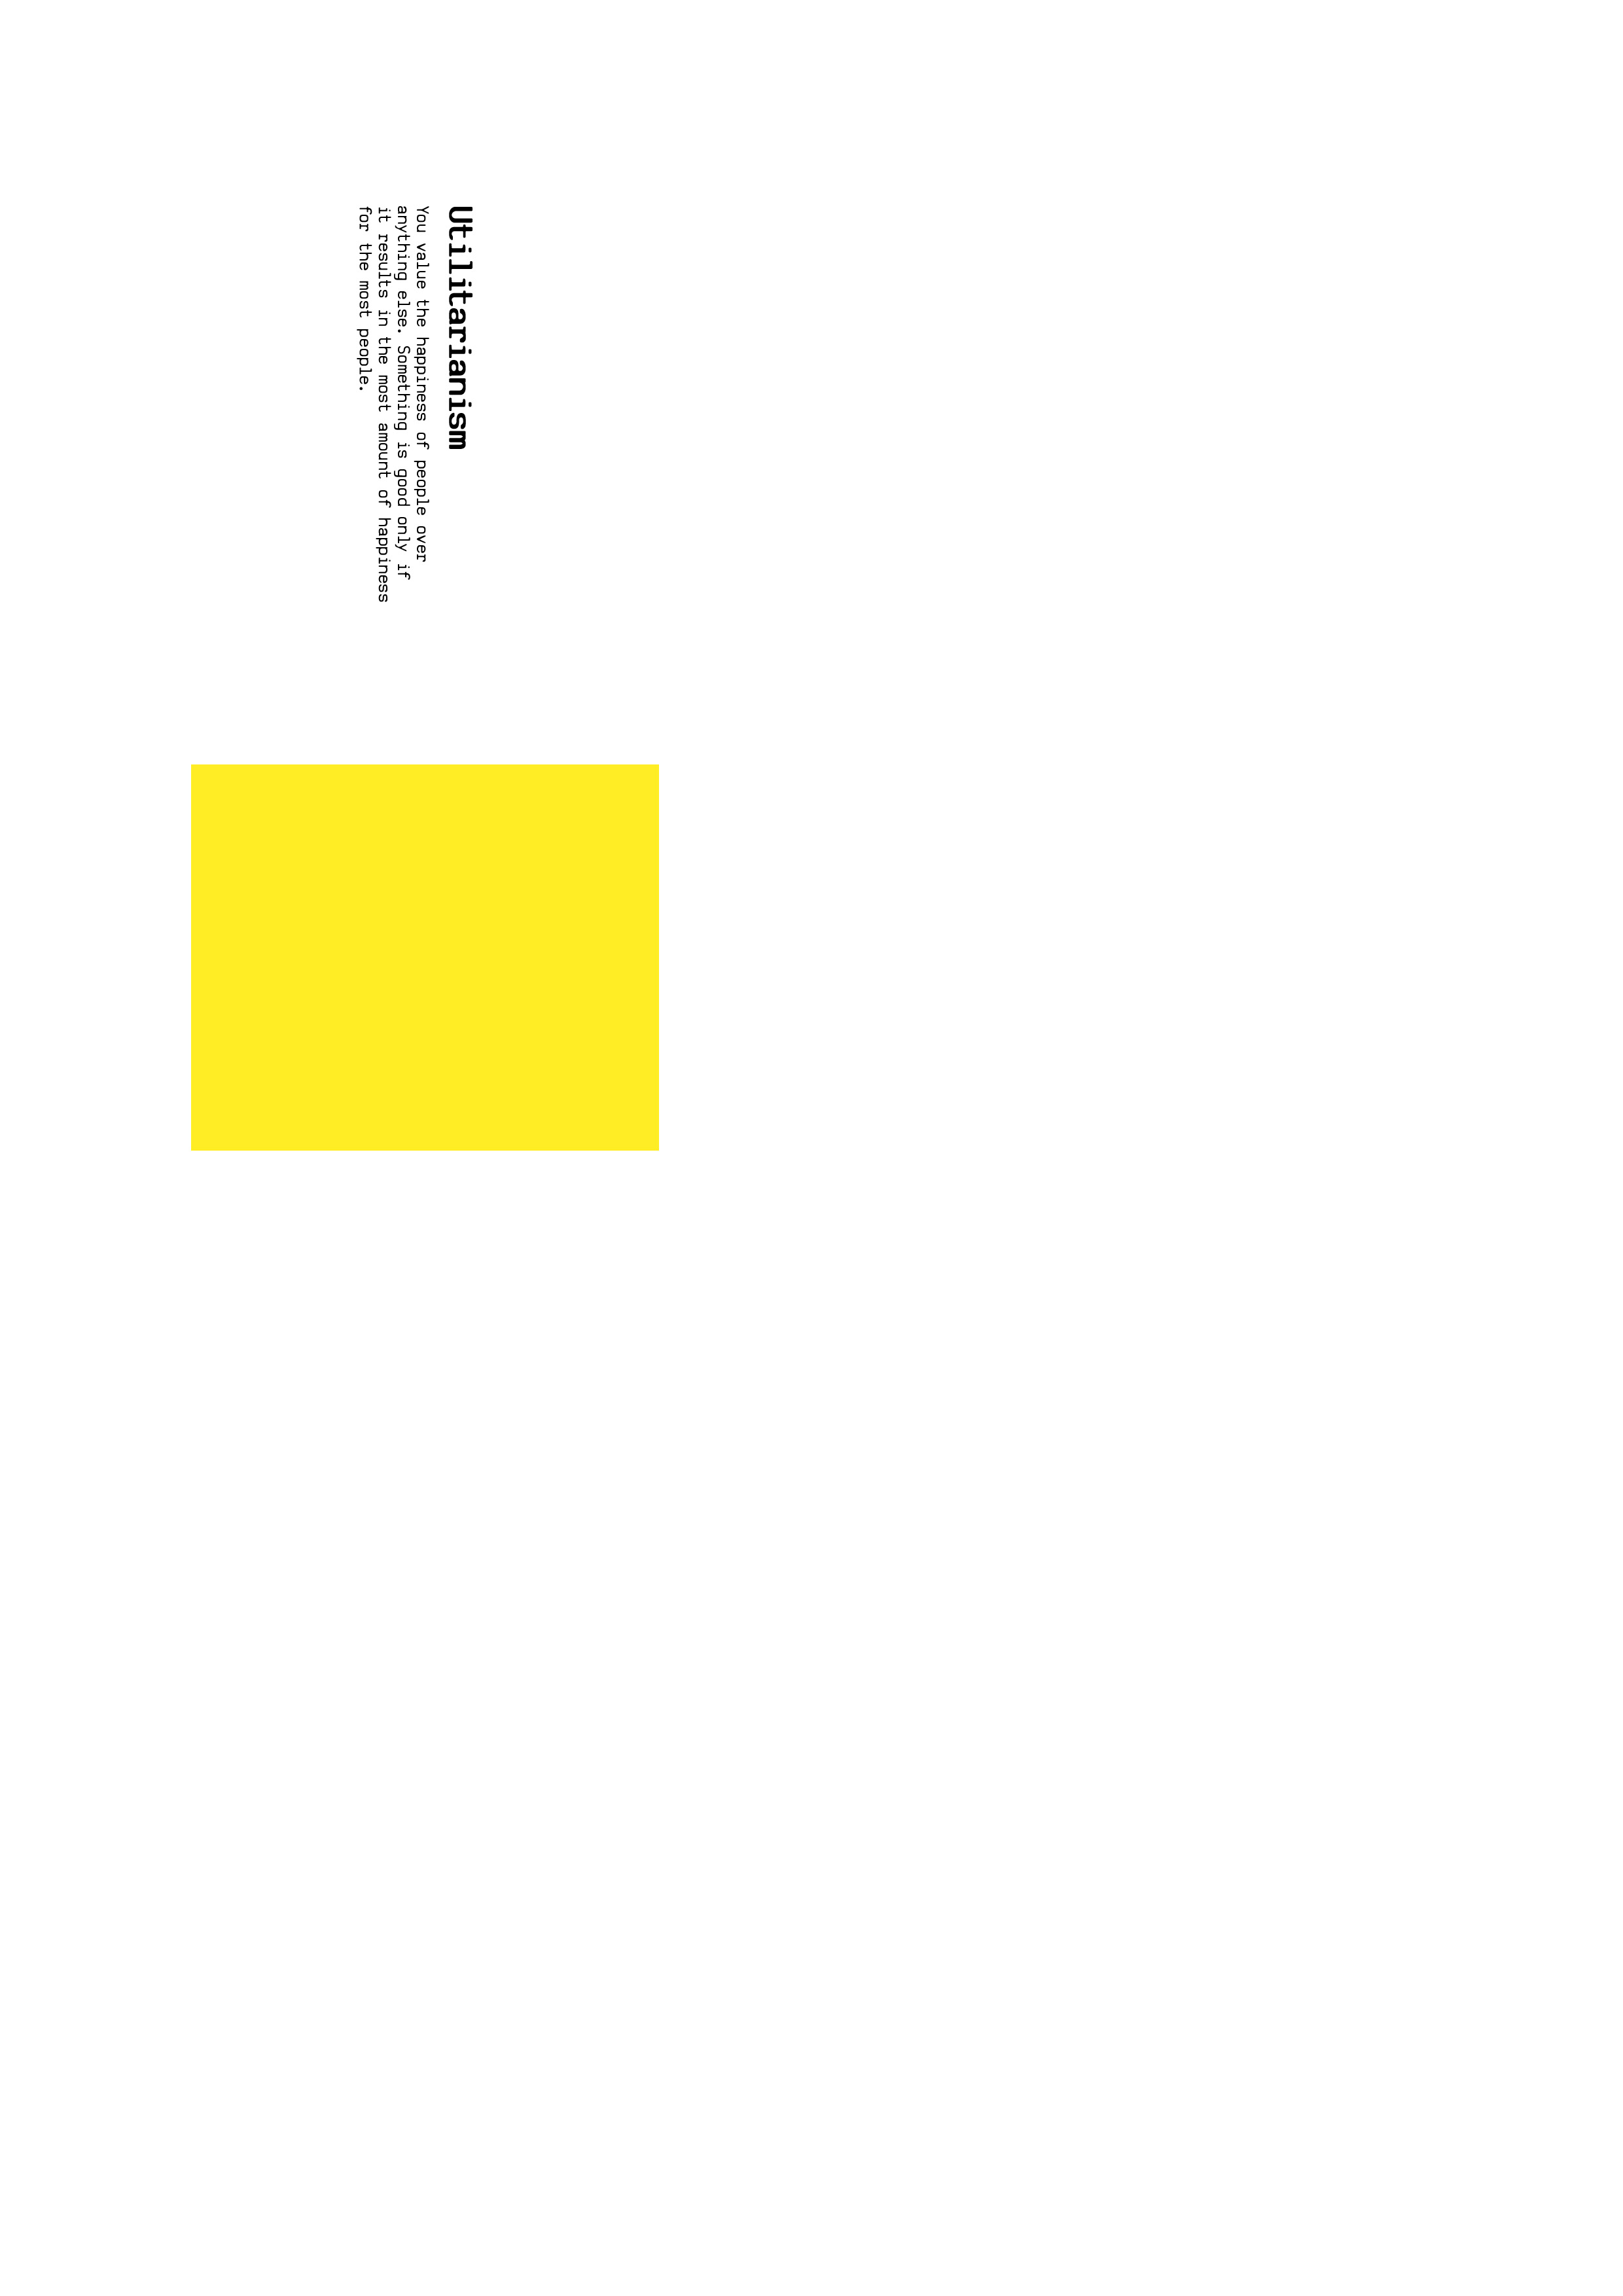 Utilitarianism
You value the happiness of people over
anything else. Something is good only if
it results in the most amount of happiness
for the most people.